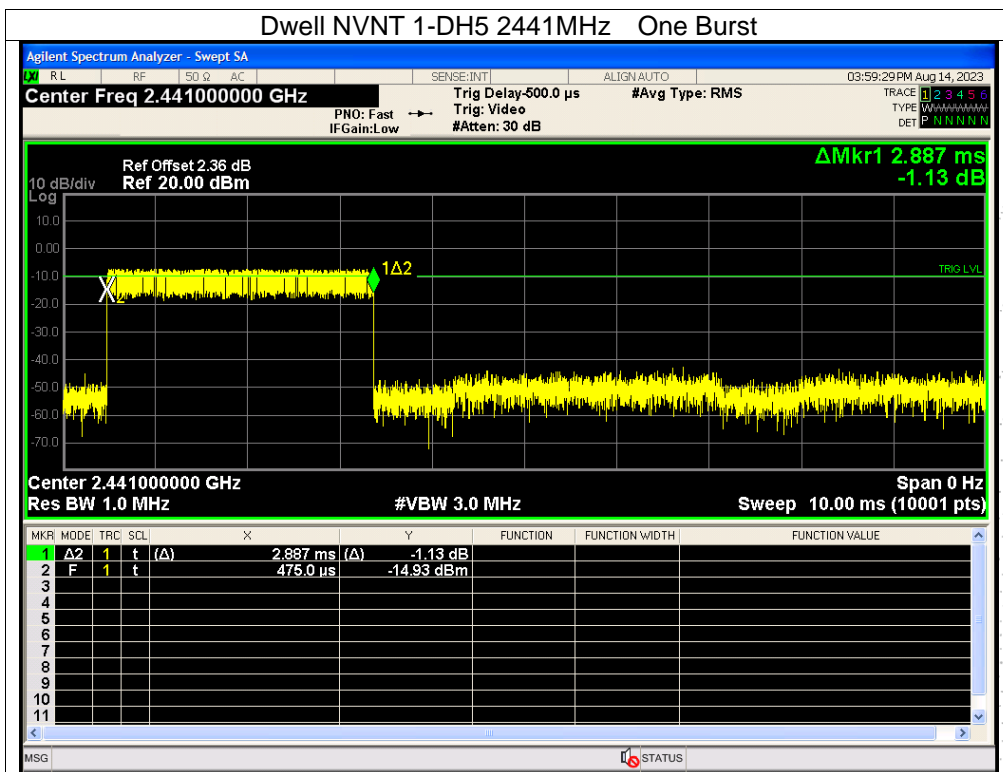 Dwell NVNT 1-DH5 2441MHz One Burst
Agilent Spectrum Analyzer - Swept SA
LXI RL RF 50 Ω AC SENSE:INT ALIGN AUTO 03:59:29 PM Aug 14, 2023
Center Freq 2.441000000 GHz
PNO: Fast
IFGain:Low
Trig Delay-500.0 µs
Trig: Video
#Atten: 30 dB
#Avg Type: RMS
TRACE 1 2 3 4 5 6
TYPE WWWWWWW
DET P N N N N N
ΔMkr1 2.887 ms
-1.13 dB
Ref Offset 2.36 dB
10 dB/div Ref 20.00 dBm
Log
10.0
0.00
-10.0
-20.0
-30.0
-40.0
-50.0
-60.0
-70.0
1Δ2
TRIG LVL
2
Center 2.441000000 GHz Span 0 Hz
Res BW 1.0 MHz #VBW 3.0 MHz Sweep 10.00 ms (10001 pts)
MKR MODE TRC SCL X Y FUNCTION FUNCTION WIDTH FUNCTION VALUE
1 Δ2 1 t (Δ) 2.887 ms (Δ) -1.13 dB
2 F 1 t 475.0 µs -14.93 dBm
3
4
5
6
7
8
9
10
11
MSG STATUS